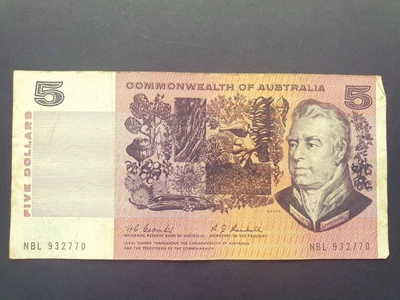 5
COMMONWEALTH OF AUSTRALIA
5
FIVE DOLLARS
GOVERNOR, RESERVE BANK OF AUSTRALIA
SECRETARY TO THE TREASURY
LEGAL TENDER THROUGHOUT THE COMMONWEALTH OF AUSTRALIA
AND THE TERRITORIES OF THE COMMONWEALTH
NBL 932770
NBL 932770